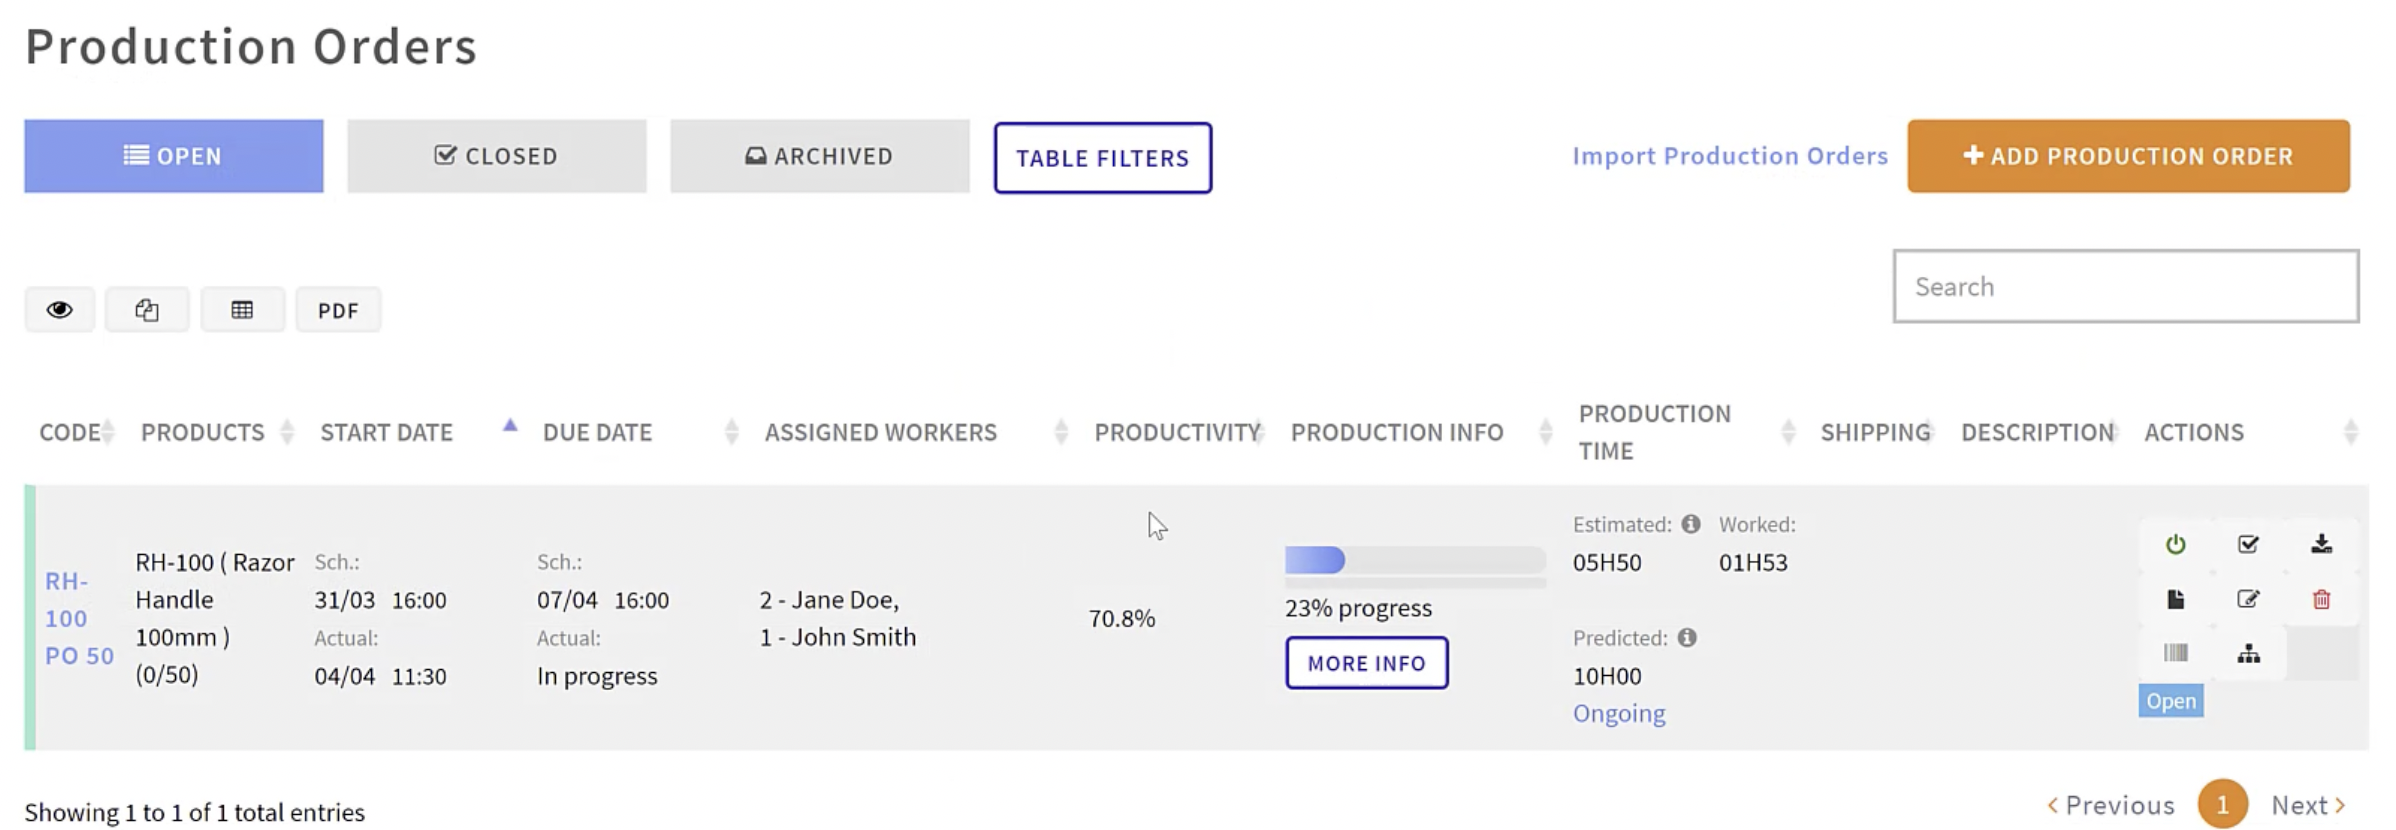 Production Orders
OPEN
CLOSED
ARCHIVED
TABLE FILTERS
Import Production Orders
ADD PRODUCTION ORDER
Search
PDF
CODE
PRODUCTS
START DATE
DUE DATE
ASSIGNED WORKERS
PRODUCTIVITY
PRODUCTION INFO
PRODUCTION
TIME
SHIPPING
DESCRIPTION
ACTIONS
RH-
100
PO 50
RH-100 ( Razor
Handle
100mm )
(0/50)
Sch.:
31/03 16:00
Actual:
04/04 11:30
Sch.:
07/04 16:00
Actual:
In progress
2 - Jane Doe,
1 - John Smith
70.8%
23% progress
MORE INFO
Estimated:
05H50
Worked:
01H53
Predicted:
10H00
Ongoing
Open
Showing 1 to 1 of 1 total entries
Previous
1
Next